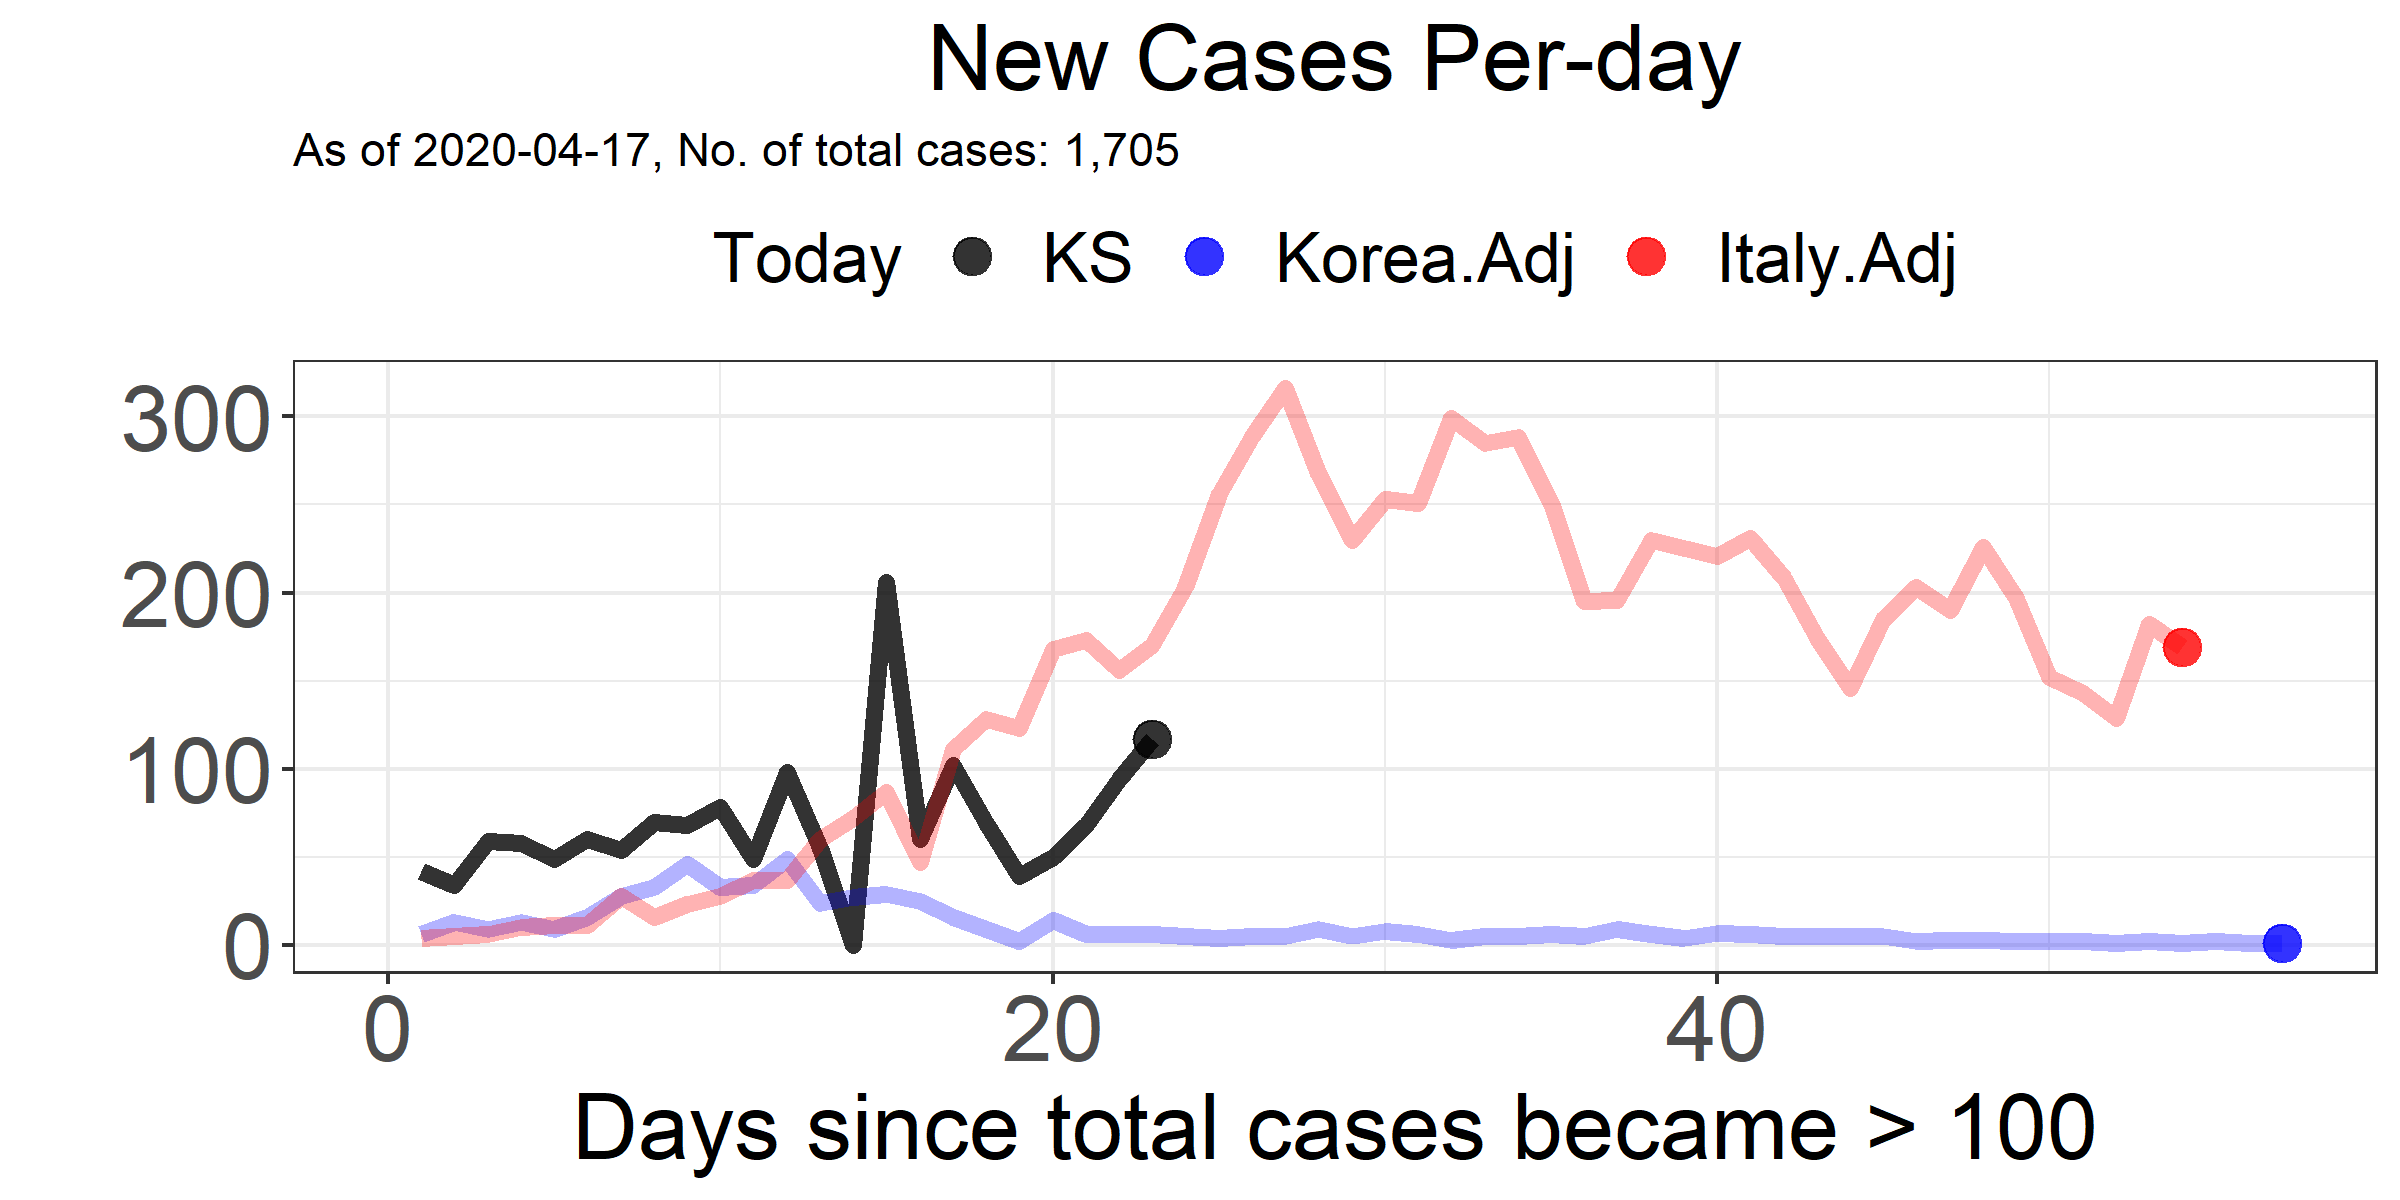 New Cases Per-day
As of 2020-04-17, No. of total cases: 1,705
Today KS Korea.Adj Italy.Adj
300
200
100
0
0 20 40
Days since total cases became > 100